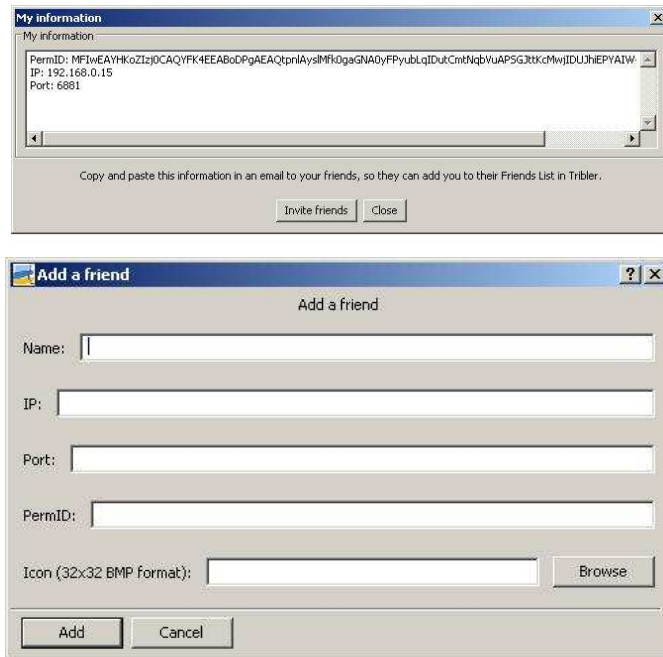 My information
My information
IP: 192.168.0.15
Port: 6881
Copy and paste this information in an email to your friends, so they can add you to their Friends List in Tribler.
Invite friends Close
Add a friend
Add a friend
Name:
IP:
Port:
PermID:
Icon (32x32 BMP format): Browse
Add Cancel